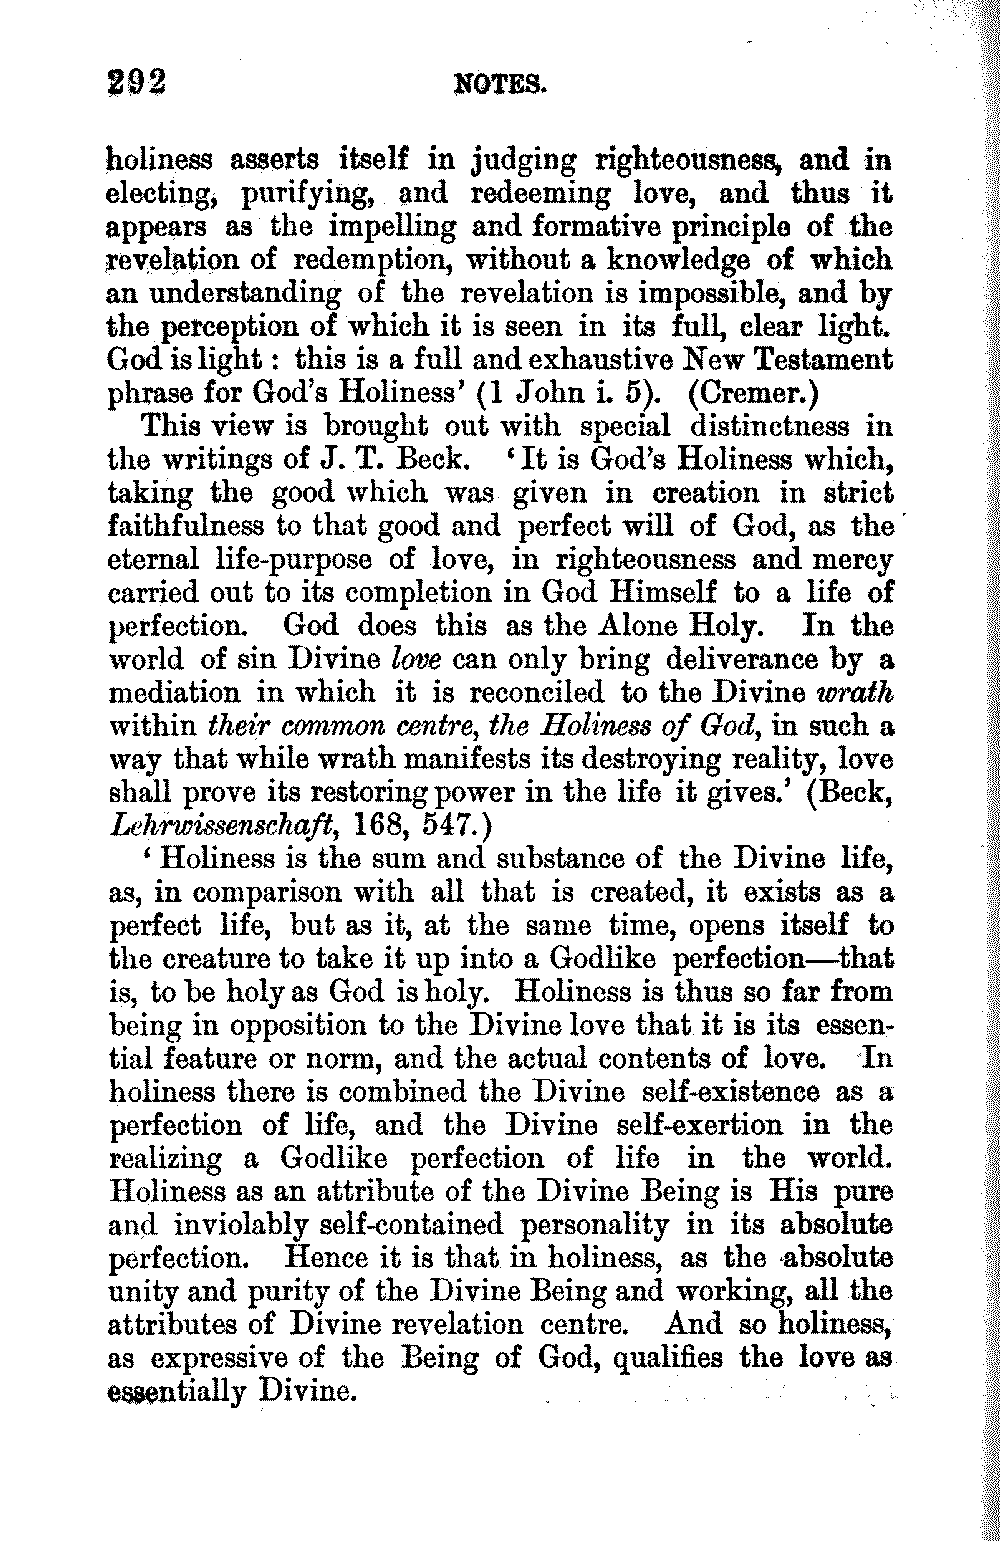 292 NOTES.
holiness asserts itself in judging righteousness, and in
electing, purifying, and redeeming love, and thus it
appears as the impelling and formative principle of the
revelation of redemption, without a knowledge of which
an understanding of the revelation is impossible, and by
the perception of which it is seen in its full, clear light.
God is light : this is a full and exhaustive New Testament
phrase for God's Holiness' (1 John i. 5). (Cremer.)
This view is brought out with special distinctness in
the writings of J. T. Beck. ‘It is God's Holiness which,
taking the good which was given in creation in strict
faithfulness to that good and perfect will of God, as the
eternal life-purpose of love, in righteousness and mercy
carried out to its completion in God Himself to a life of
perfection. God does this as the Alone Holy. In the
world of sin Divine love can only bring deliverance by a
mediation in which it is reconciled to the Divine wrath
within their common centre, the Holiness of God, in such a
way that while wrath manifests its destroying reality, love
shall prove its restoring power in the life it gives.’ (Beck,
Lehrwissenschaft, 168, 547.)
‘Holiness is the sum and substance of the Divine life,
as, in comparison with all that is created, it exists as a
perfect life, but as it, at the same time, opens itself to
the creature to take it up into a Godlike perfection—that
is, to be holy as God is holy. Holiness is thus so far from
being in opposition to the Divine love that it is its essen-
tial feature or norm, and the actual contents of love. In
holiness there is combined the Divine self-existence as a
perfection of life, and the Divine self-exertion in the
realizing a Godlike perfection of life in the world.
Holiness as an attribute of the Divine Being is His pure
and inviolably self-contained personality in its absolute
perfection. Hence it is that in holiness, as the absolute
unity and purity of the Divine Being and working, all the
attributes of Divine revelation centre. And so holiness,
as expressive of the Being of God, qualifies the love as
essentially Divine.